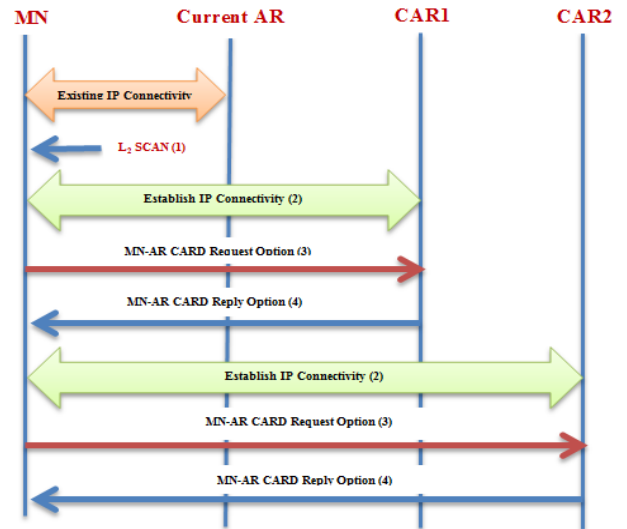 MN Current AR CAR1 CAR2
Existing IP Connectivity
L2 SCAN (1)
Establish IP Connectivity (2)
MN-AR CARD Request Option (3)
MN-AR CARD Reply Option (4)
Establish IP Connectivity (2)
MN-AR CARD Request Option (3)
MN-AR CARD Reply Option (4)